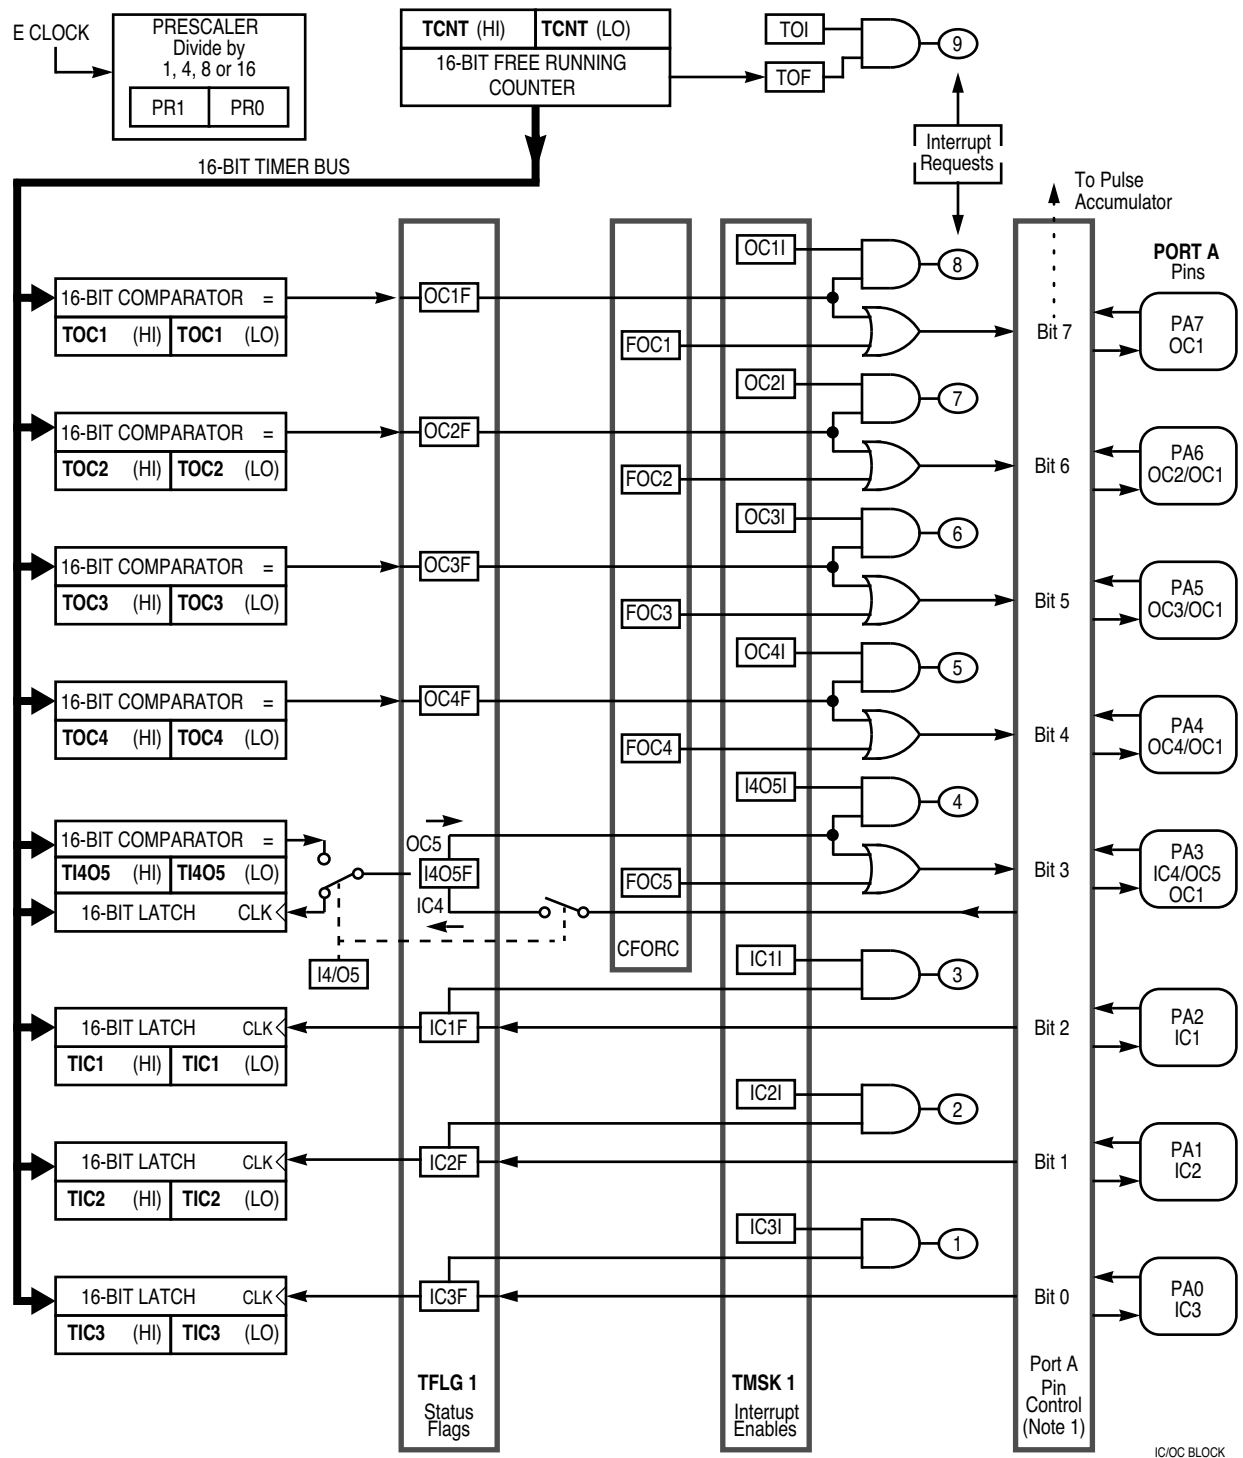 E CLOCK
PRESCALER
Divide by
1, 4, 8 or 16
PR1 PR0
TCNT (HI) TCNT (LO)
16-BIT FREE RUNNING
COUNTER
TOI
TOF
9
Interrupt
Requests
16-BIT TIMER BUS
To Pulse
Accumulator
PORT A
Pins
OC1I
8
16-BIT COMPARATOR =
TOC1 (HI) TOC1 (LO)
OC1F
FOC1
Bit 7
PA7
OC1
OC2I
7
16-BIT COMPARATOR =
TOC2 (HI) TOC2 (LO)
OC2F
FOC2
Bit 6
PA6
OC2/OC1
OC3I
6
16-BIT COMPARATOR =
TOC3 (HI) TOC3 (LO)
OC3F
FOC3
Bit 5
PA5
OC3/OC1
OC4I
5
16-BIT COMPARATOR =
TOC4 (HI) TOC4 (LO)
OC4F
FOC4
Bit 4
PA4
OC4/OC1
I4O5I
4
16-BIT COMPARATOR =
TI4O5 (HI) TI4O5 (LO)
16-BIT LATCH CLK
OC5
I4O5F
IC4
FOC5
Bit 3
PA3
IC4/OC5
OC1
I4/O5
CFORC
IC1I
3
16-BIT LATCH CLK
TIC1 (HI) TIC1 (LO)
IC1F
Bit 2
PA2
IC1
IC2I
2
16-BIT LATCH CLK
TIC2 (HI) TIC2 (LO)
IC2F
Bit 1
PA1
IC2
IC3I
1
16-BIT LATCH CLK
TIC3 (HI) TIC3 (LO)
IC3F
Bit 0
PA0
IC3
TFLG 1
Status
Flags
TMSK 1
Interrupt
Enables
Port A
Pin
Control
(Note 1)
IC/OC BLOCK